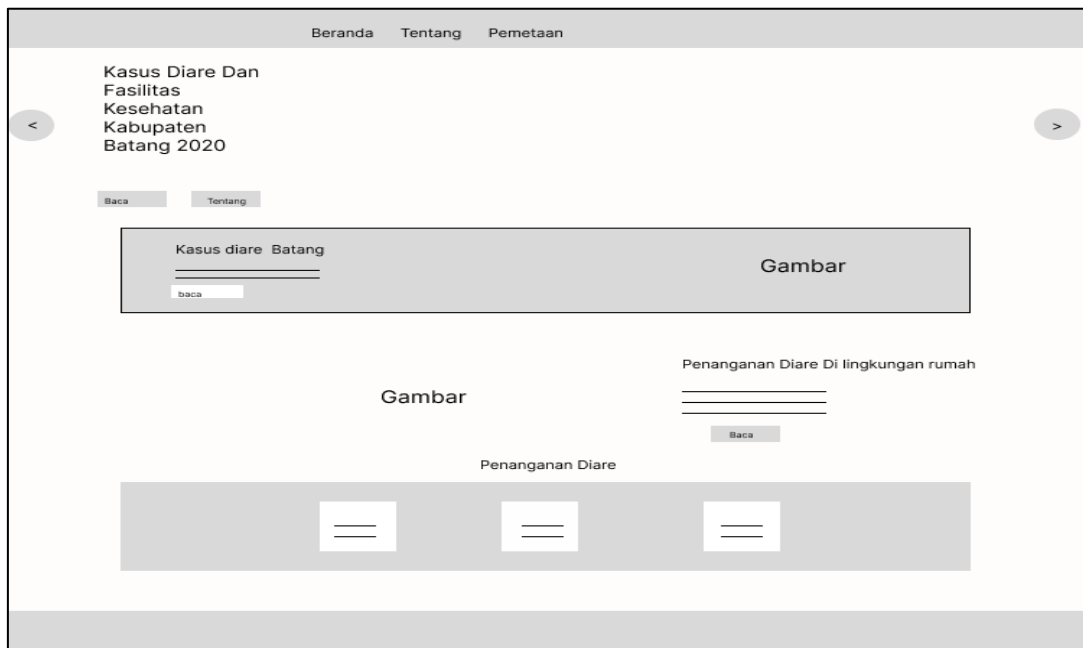 Beranda Tentang Pemetaan
Kasus Diare Dan
Fasilitas
Kesehatan
Kabupaten
Batang 2020
<
>
Baca Tentang
Kasus diare Batang
baca
Gambar
Gambar
Penanganan Diare Di lingkungan rumah
Baca
Penanganan Diare